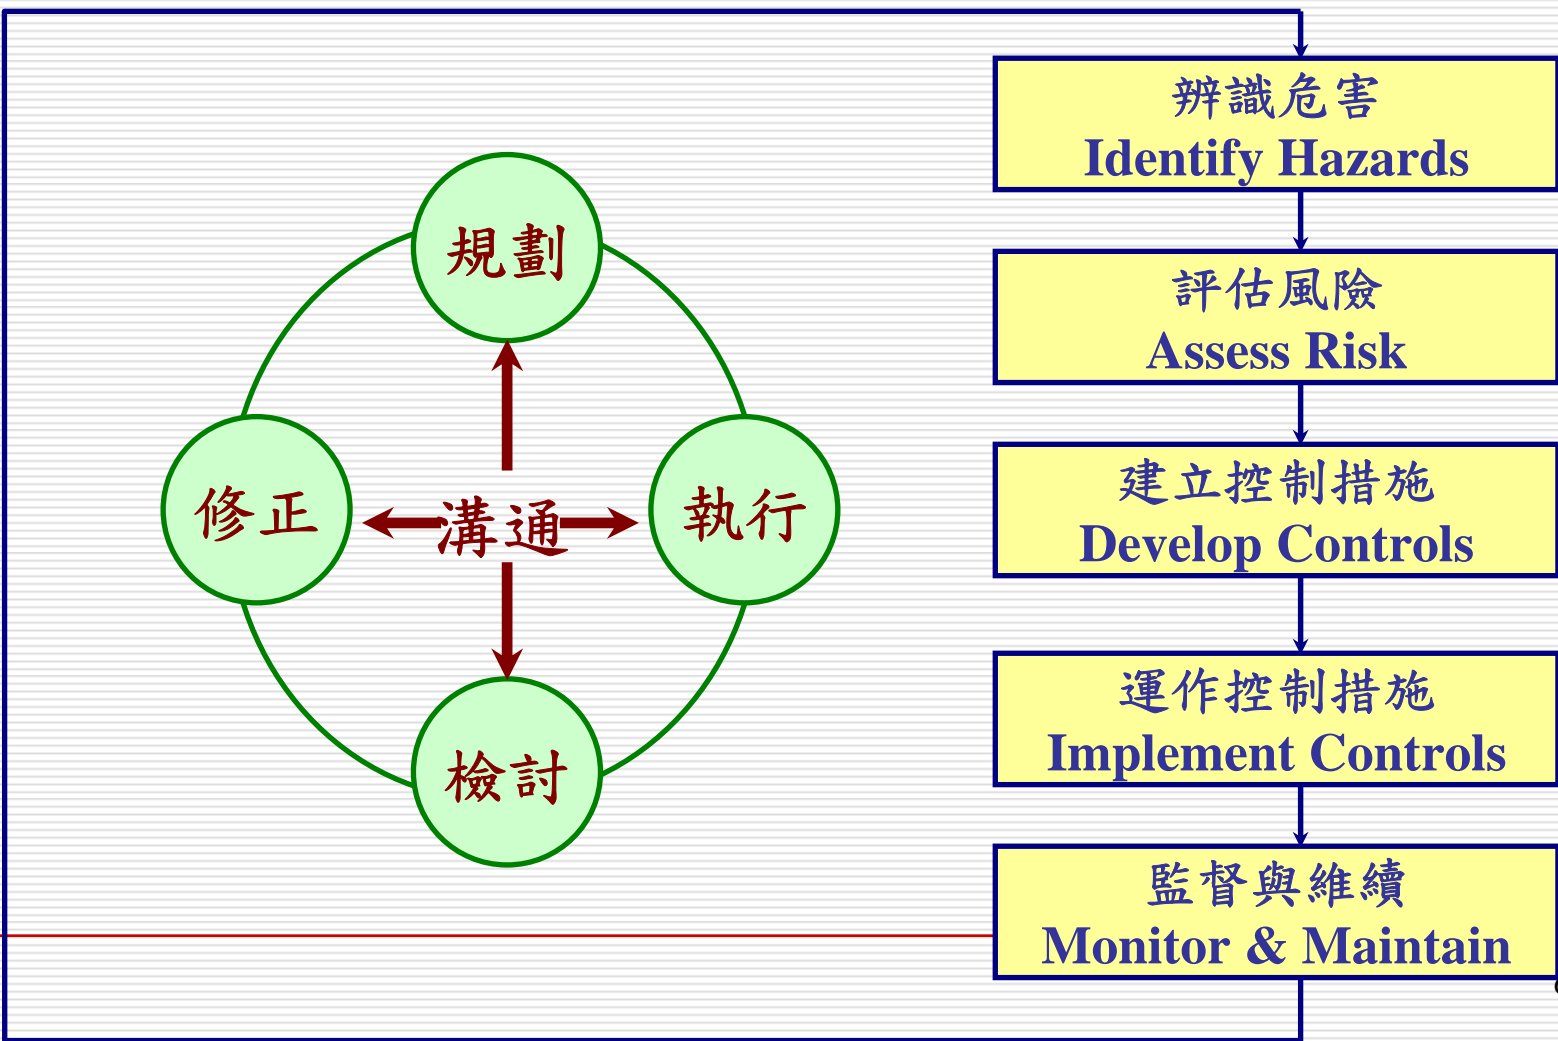 規劃
修正
溝通
執行
檢討
辨識危害
Identify Hazards
評估風險
Assess Risk
建立控制措施
Develop Controls
運作控制措施
Implement Controls
監督與維續
Monitor & Maintain